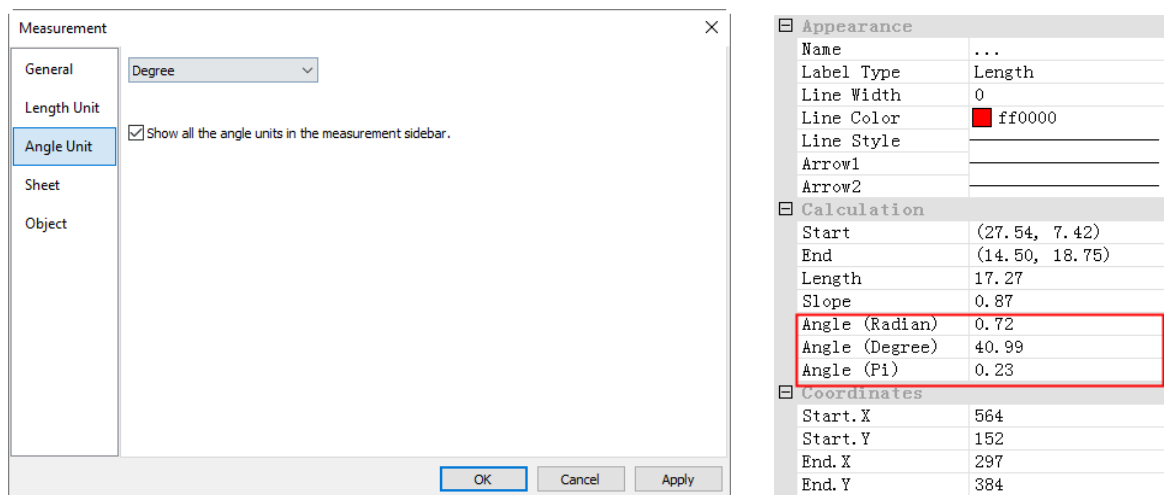 Measurement
General
Length Unit
Angle Unit
Sheet
Object
Degree
Show all the angle units in the measurement sidebar.
OK Cancel Apply
Appearance
Name ...
Label Type Length
Line Width 0
Line Color ff0000
Line Style
Arrow1
Arrow2
Calculation
Start (27.54, 7.42)
End (14.50, 18.75)
Length 17.27
Slope 0.87
Angle (Radian) 0.72
Angle (Degree) 40.99
Angle (Pi) 0.23
Coordinates
Start.X 564
Start.Y 152
End.X 297
End.Y 384